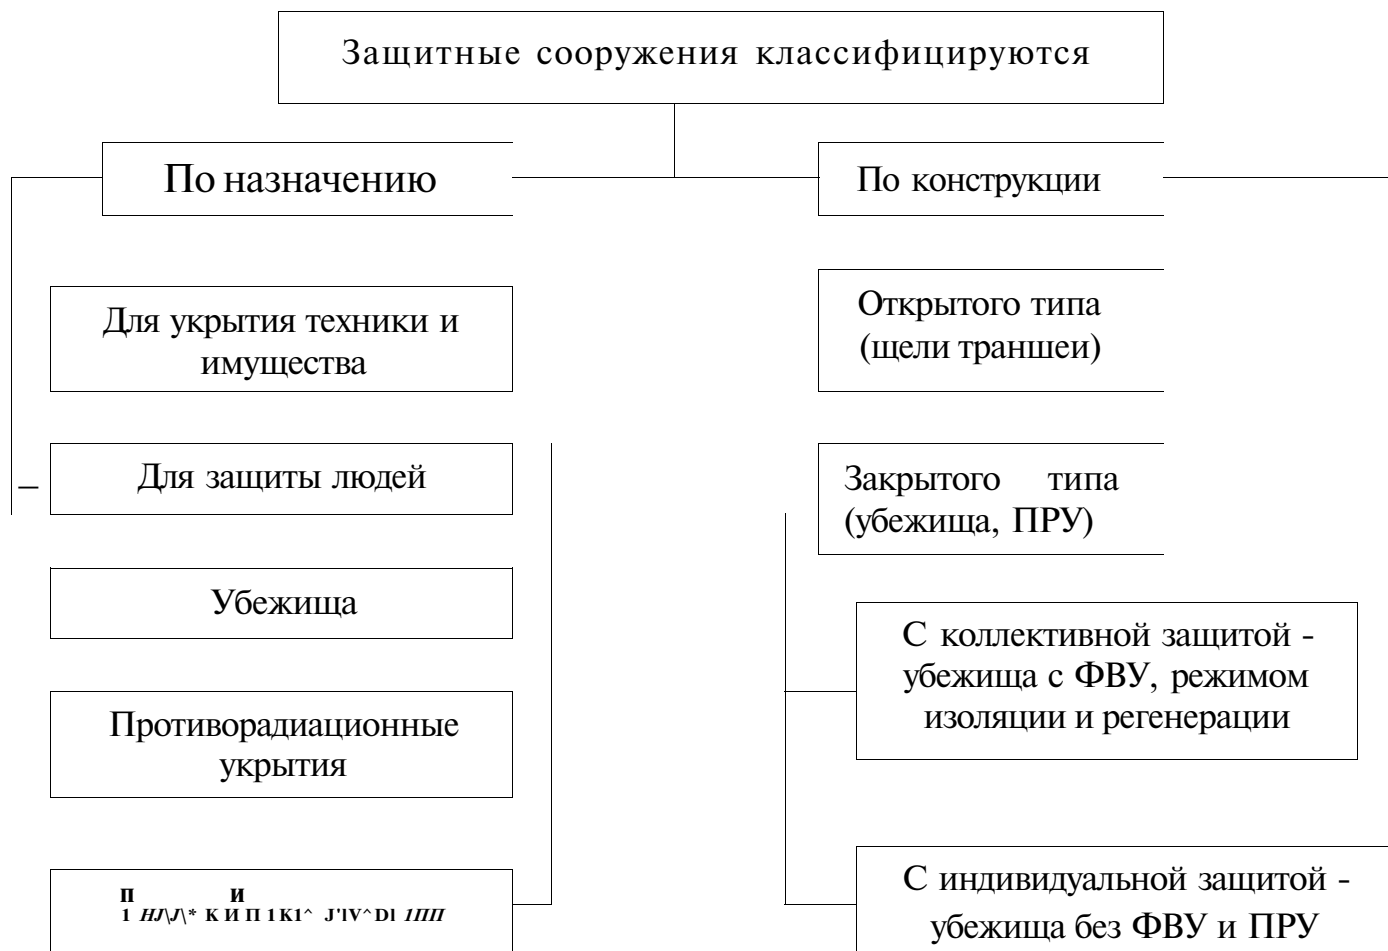 Защитные сооружения классифицируются
По назначению
По конструкции
Для укрытия техники и
имущества
Открытого типа
(щели траншеи)
Для защиты людей
Закрытого типа
(убежища, ПРУ)
Убежища
С коллективной защитой -
убежища с ФВУ, режимом
изоляции и регенерации
Противорадиационные
укрытия
П И
С индивидуальной защитой -
убежища без ФВУ и ПРУ